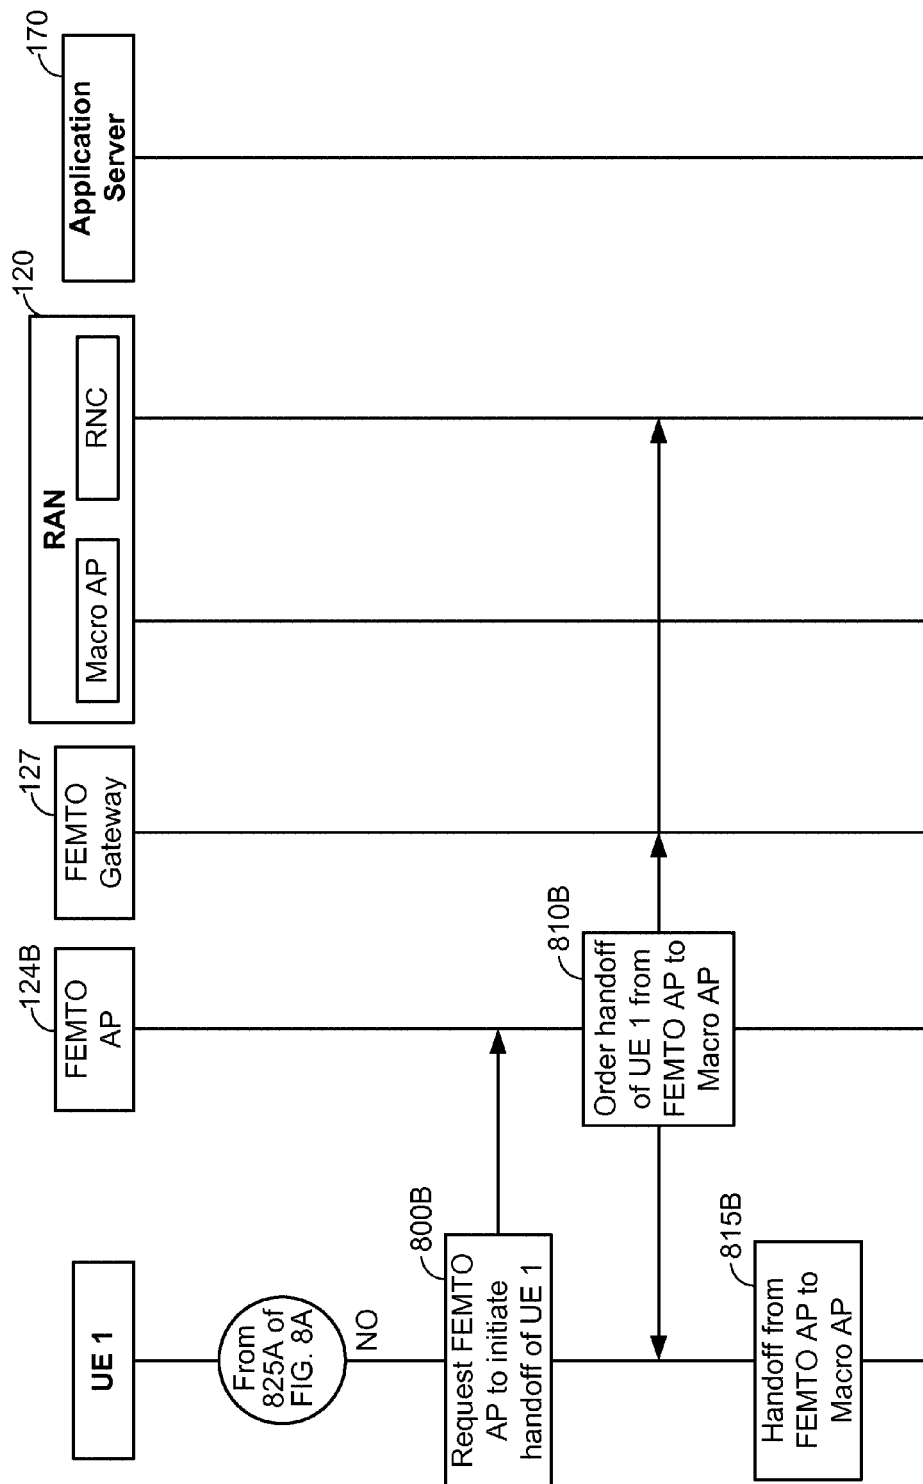 UE 1
124B
FEMTO
AP
127
FEMTO
Gateway
120
RAN
Macro AP
RNC
170
Application
Server
From
825A of
FIG. 8A
NO
800B
Request FEMTO
AP to initiate
handoff of UE 1
810B
Order handoff
of UE 1 from
FEMTO AP to
Macro AP
815B
Handoff from
FEMTO AP to
Macro AP